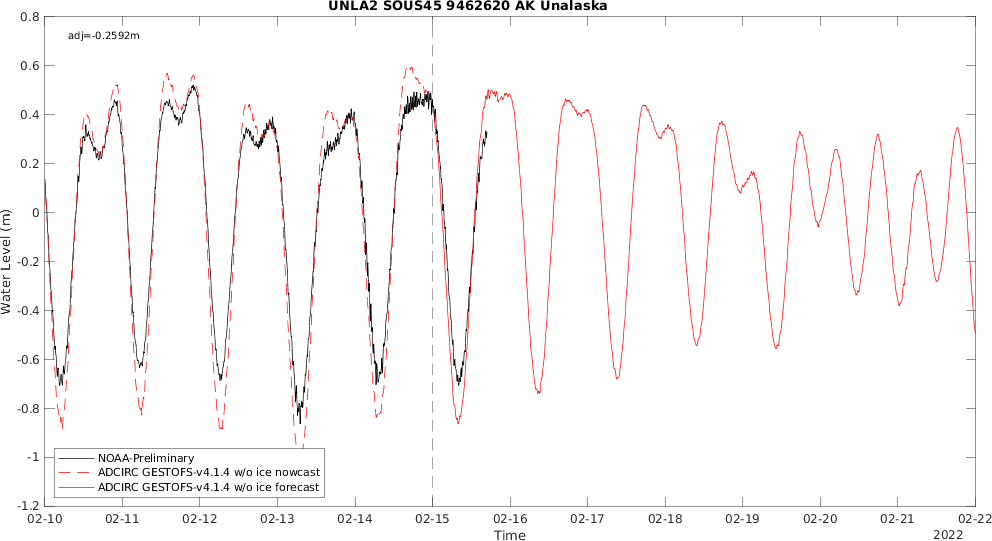 UNLA2 SOUS45 9462620 AK Unalaska
adj=-0.2592m
0.8
0.6
0.4
0.2
0
-0.2
-0.4
-0.6
-0.8
-1
-1.2
Water Level (m)
NOAA-Preliminary
ADCIRC GESTOFS-v4.1.4 w/o ice nowcast
ADCIRC GESTOFS-v4.1.4 w/o ice forecast
02-10 02-11 02-12 02-13 02-14 02-15 02-16 02-17 02-18 02-19 02-20 02-21 02-22
Time
2022